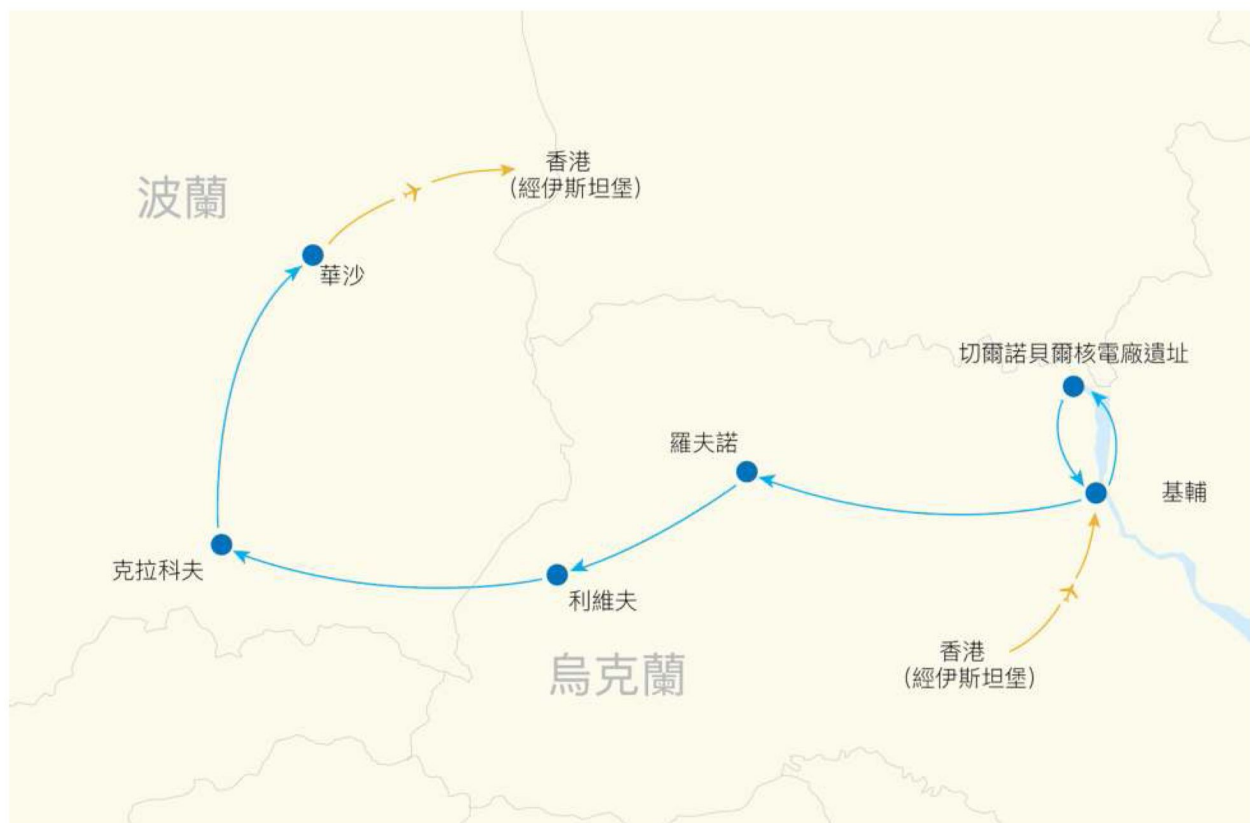 香港
(經伊斯坦堡)
波蘭
華沙
切爾諾貝爾核電廠遺址
羅夫諾
基輔
克拉科夫
利維夫
香港
(經伊斯坦堡)
烏克蘭